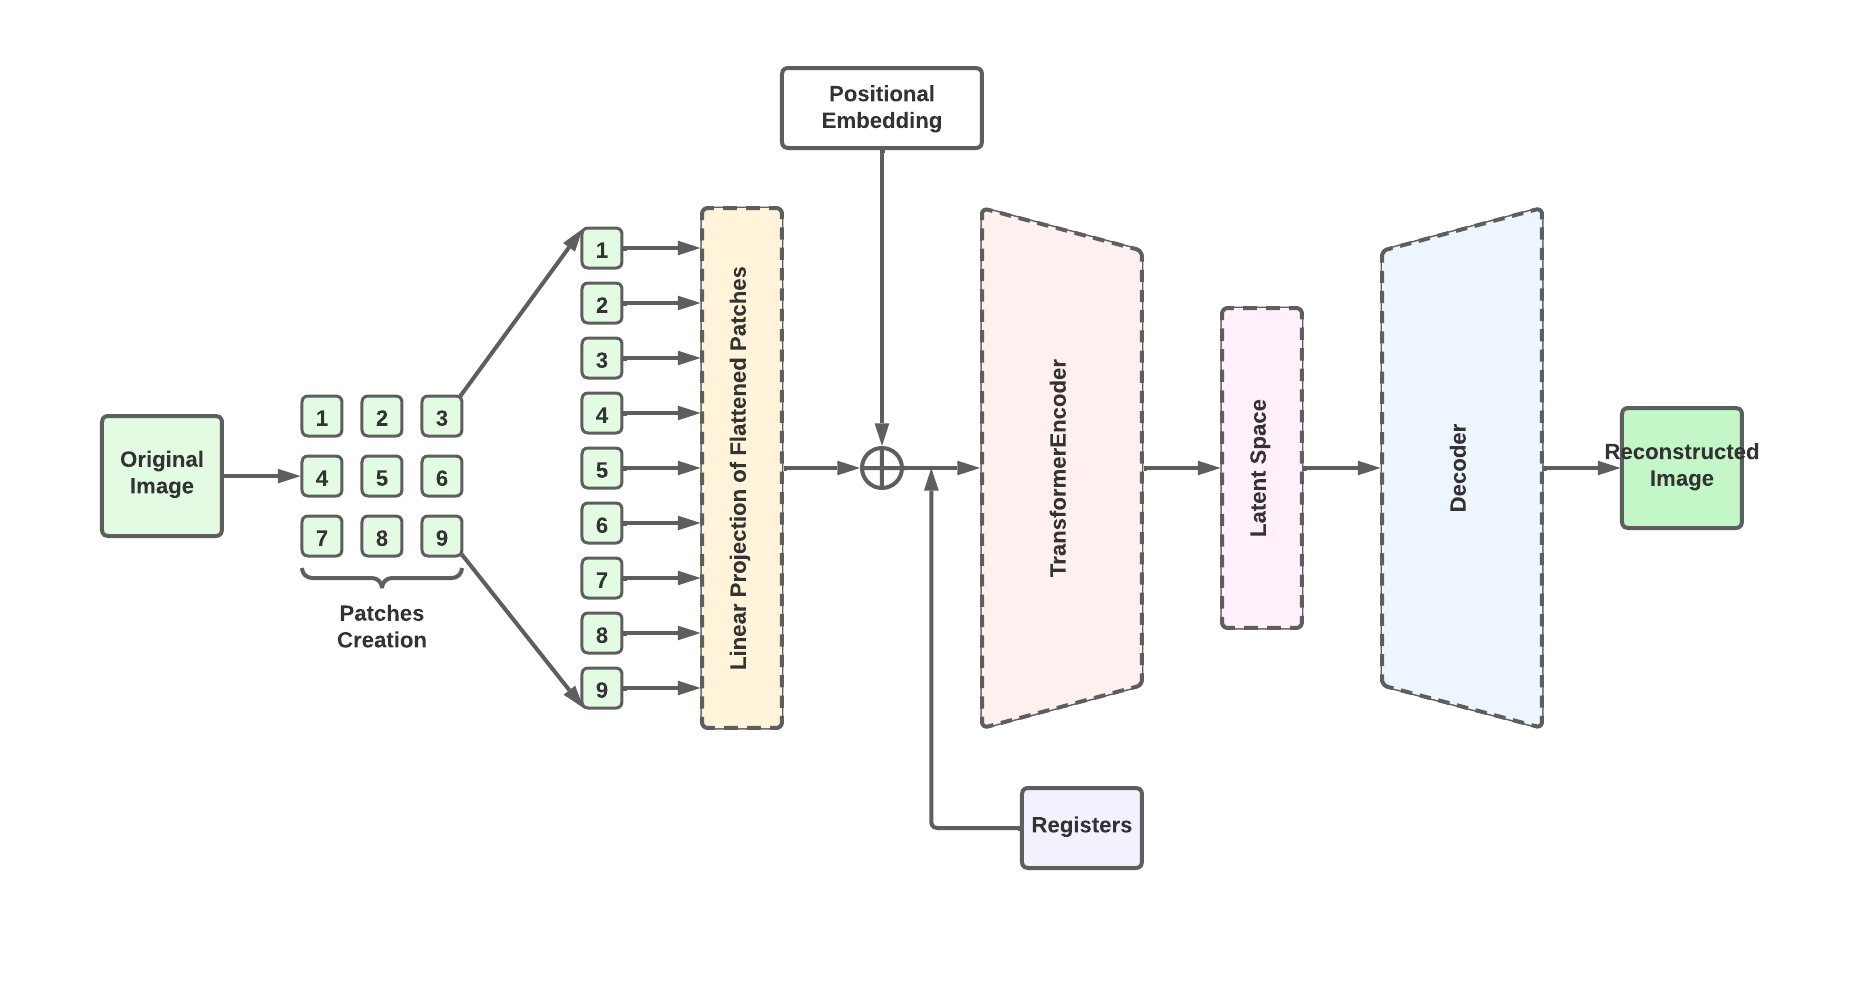 Positional
Embedding
Original
Image
1 2 3
4 5 6
7 8 9
Patches
Creation
1
2
3
4
5
6
7
8
9
Linear Projection of Flattened Patches
TransformerEncoder
Latent Space
Decoder
Reconstructed
Image
Registers